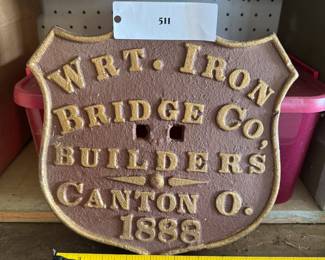 511
WRT. IRON
BRIDGE CO,
BUILDERS
CANTON O.
1888